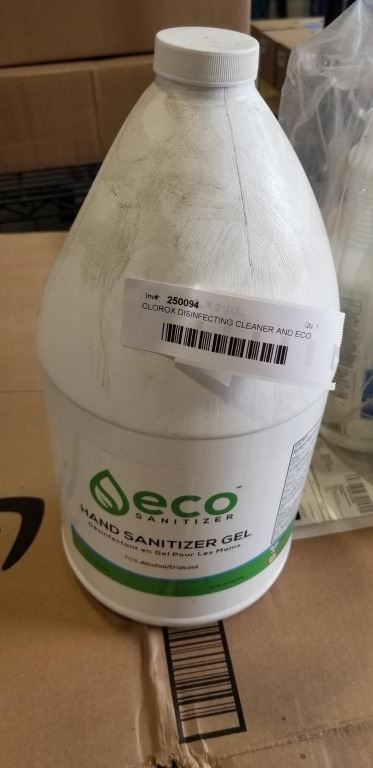 Inv#: 250094
Qty: 1
CLOROX DISINFECTING CLEANER AND ECO
eco™
SANITIZER
HAND SANITIZER GEL
Désinfectant en Gel Pour Les Mains
70% Alcohol/D'alcool